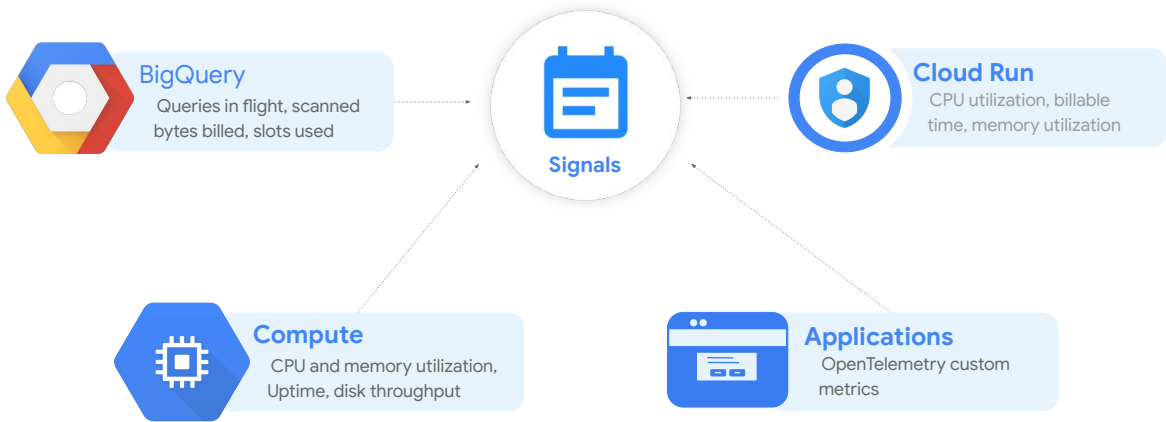 BigQuery
Queries in flight, scanned
bytes billed, slots used
Signals
Cloud Run
CPU utilization, billable
time, memory utilization
Compute
CPU and memory utilization,
Uptime, disk throughput
Applications
OpenTelemetry custom
metrics